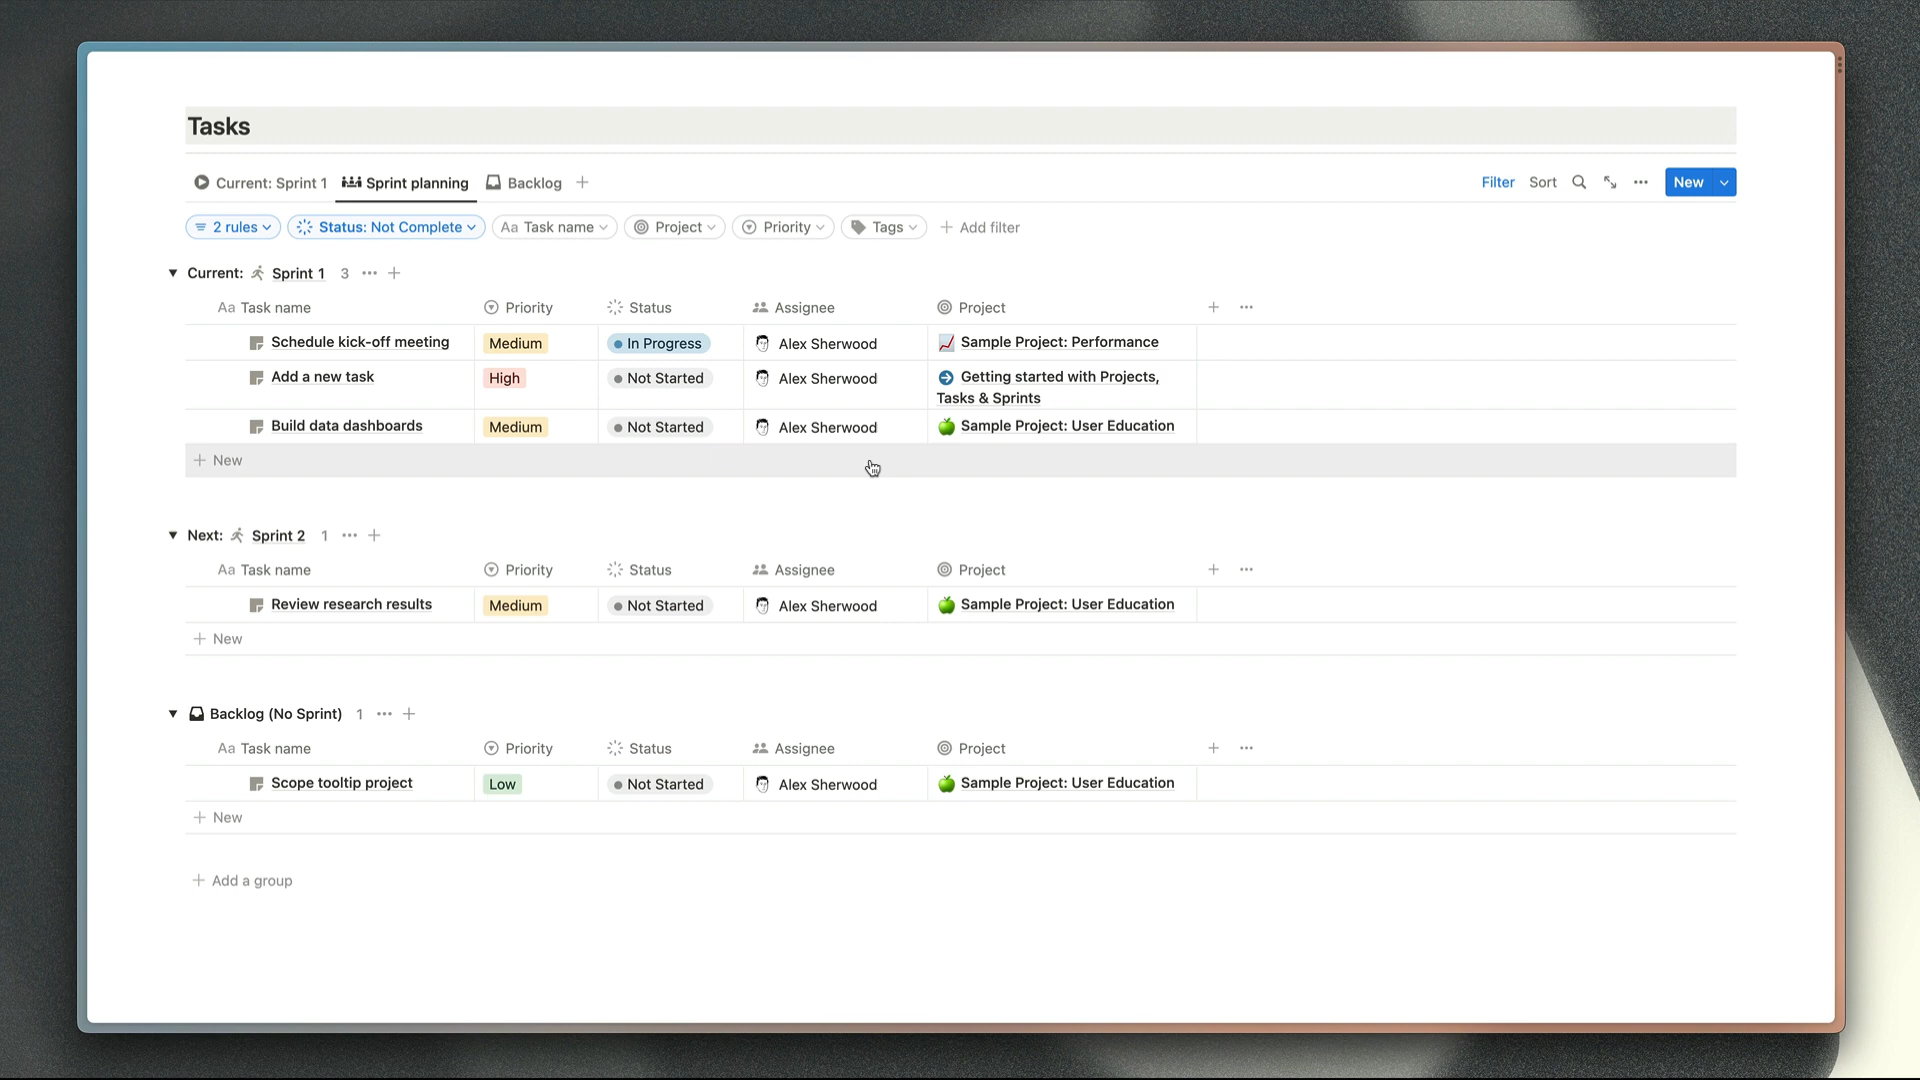 Tasks
Current: Sprint 1 Sprint planning Backlog Filter Sort New
2 rules Status: Not Complete Aa Task name Project Priority Tags + Add filter
Current: Sprint 1 3 ... +
Aa Task name Priority Status Assignee Project + ...
Schedule kick-off meeting Medium In Progress Alex Sherwood Sample Project: Performance
Add a new task High Not Started Alex Sherwood Getting started with Projects,
Tasks & Sprints
Build data dashboards Medium Not Started Alex Sherwood Sample Project: User Education
+ New
Next: Sprint 2 1 ... +
Aa Task name Priority Status Assignee Project + ...
Review research results Medium Not Started Alex Sherwood Sample Project: User Education
+ New
Backlog (No Sprint) 1 ... +
Aa Task name Priority Status Assignee Project + ...
Scope tooltip project Low Not Started Alex Sherwood Sample Project: User Education
+ New
+ Add a group